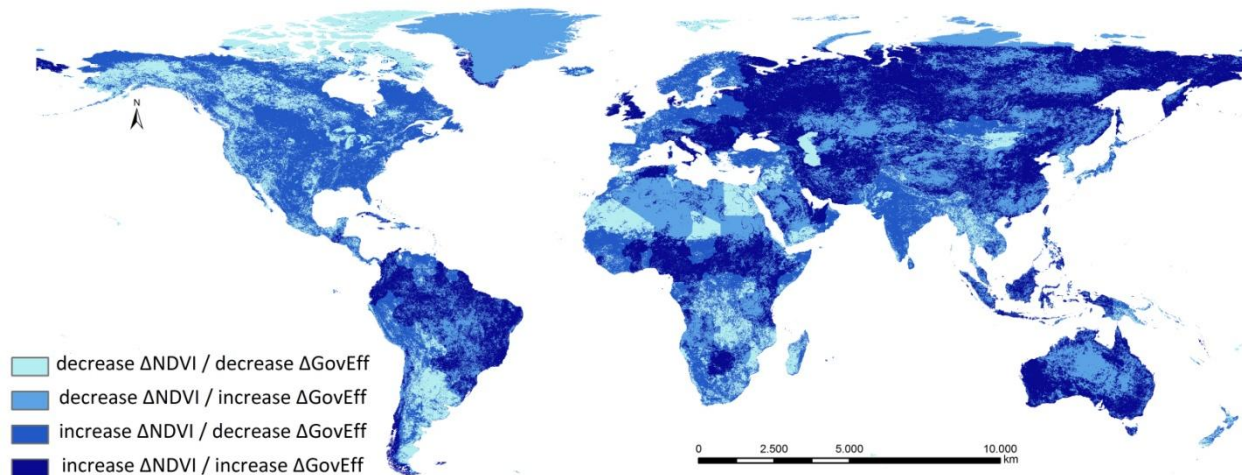 N
decrease ΔNDVI / decrease ΔGovEff
decrease ΔNDVI / increase ΔGovEff
increase ΔNDVI / decrease ΔGovEff
increase ΔNDVI / increase ΔGovEff
0 2.500 5.000 10.000
km